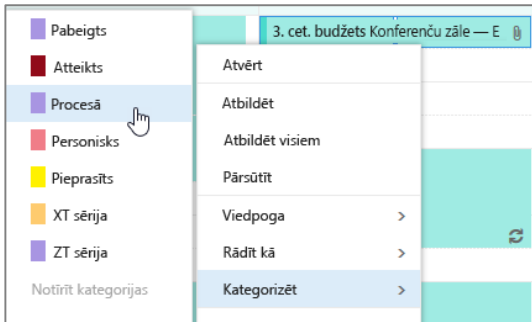 Pabeigts
Atteikts
Procesā
Personisks
Pieprasīts
XT sērija
ZT sērija
Notīrīt kategorijas
3. cet. budžets Konferenču zāle — E
Atvērt
Atbildēt
Atbildēt visiem
Pārsūtīt
Viedpoga
Rādīt kā
Kategorizēt